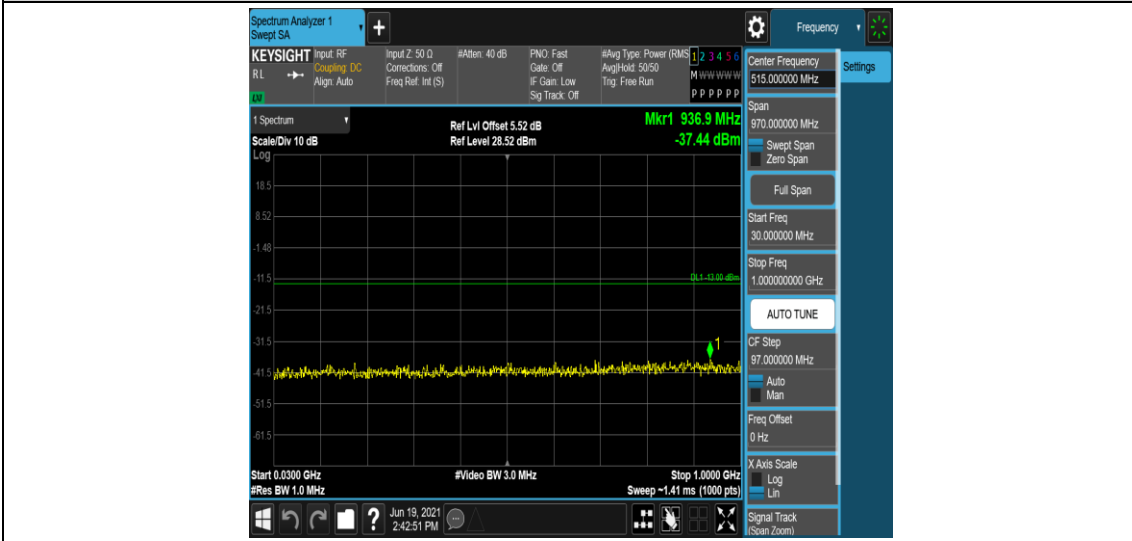 Spectrum Analyzer 1
Swept SA
+
Frequency
KEYSIGHT
RL
Input: RF
Coupling: DC
Align: Auto
Input Z: 50 Ω
Corrections: Off
Freq Ref: Int (S)
#Atten: 40 dB
PNO: Fast
Gate: Off
IF Gain: Low
Sig Track: Off
#Avg Type: Power (RMS
Avg|Hold: 50/50
Trig: Free Run
1 2 3 4 5 6
M W W W W W
P P P P P P
1 Spectrum
Scale/Div 10 dB
Log
Ref Lvl Offset 5.52 dB
Ref Level 28.52 dBm
Mkr1 936.9 MHz
-37.44 dBm
18.5
8.52
-1.48
-11.5
DL1 -13.00 dBm
-21.5
-31.5
1
-41.5
-51.5
-61.5
Start 0.0300 GHz
#Res BW 1.0 MHz
#Video BW 3.0 MHz
Stop 1.0000 GHz
Sweep ~1.41 ms (1000 pts)
Center Frequency
515.000000 MHz
Settings
Span
970.000000 MHz
Swept Span
Zero Span
Full Span
Start Freq
30.000000 MHz
Stop Freq
1.000000000 GHz
AUTO TUNE
CF Step
97.000000 MHz
Auto
Man
Freq Offset
0 Hz
X Axis Scale
Log
Lin
Signal Track
(Span Zoom)
?
Jun 19, 2021
2:42:51 PM